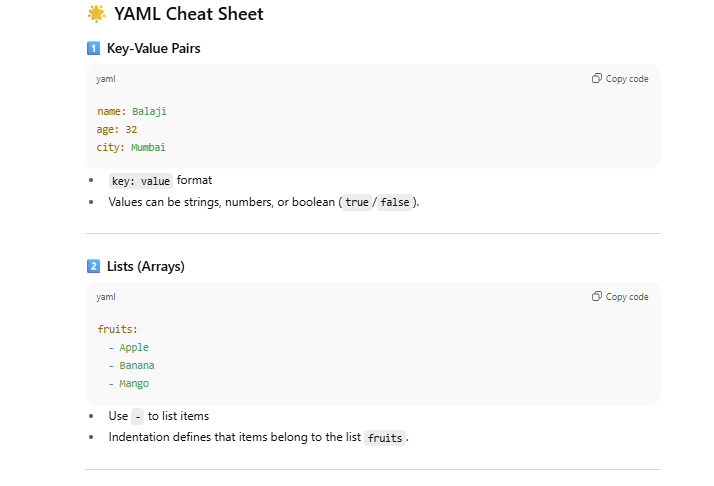 🌟 YAML Cheat Sheet
1️⃣ Key-Value Pairs
yaml Copy code
name: Balaji
age: 32
city: Mumbai
• key: value format
• Values can be strings, numbers, or boolean (true/false).
2️⃣ Lists (Arrays)
yaml Copy code
fruits:
  - Apple
  - Banana
  - Mango
• Use - to list items
• Indentation defines that items belong to the list fruits.